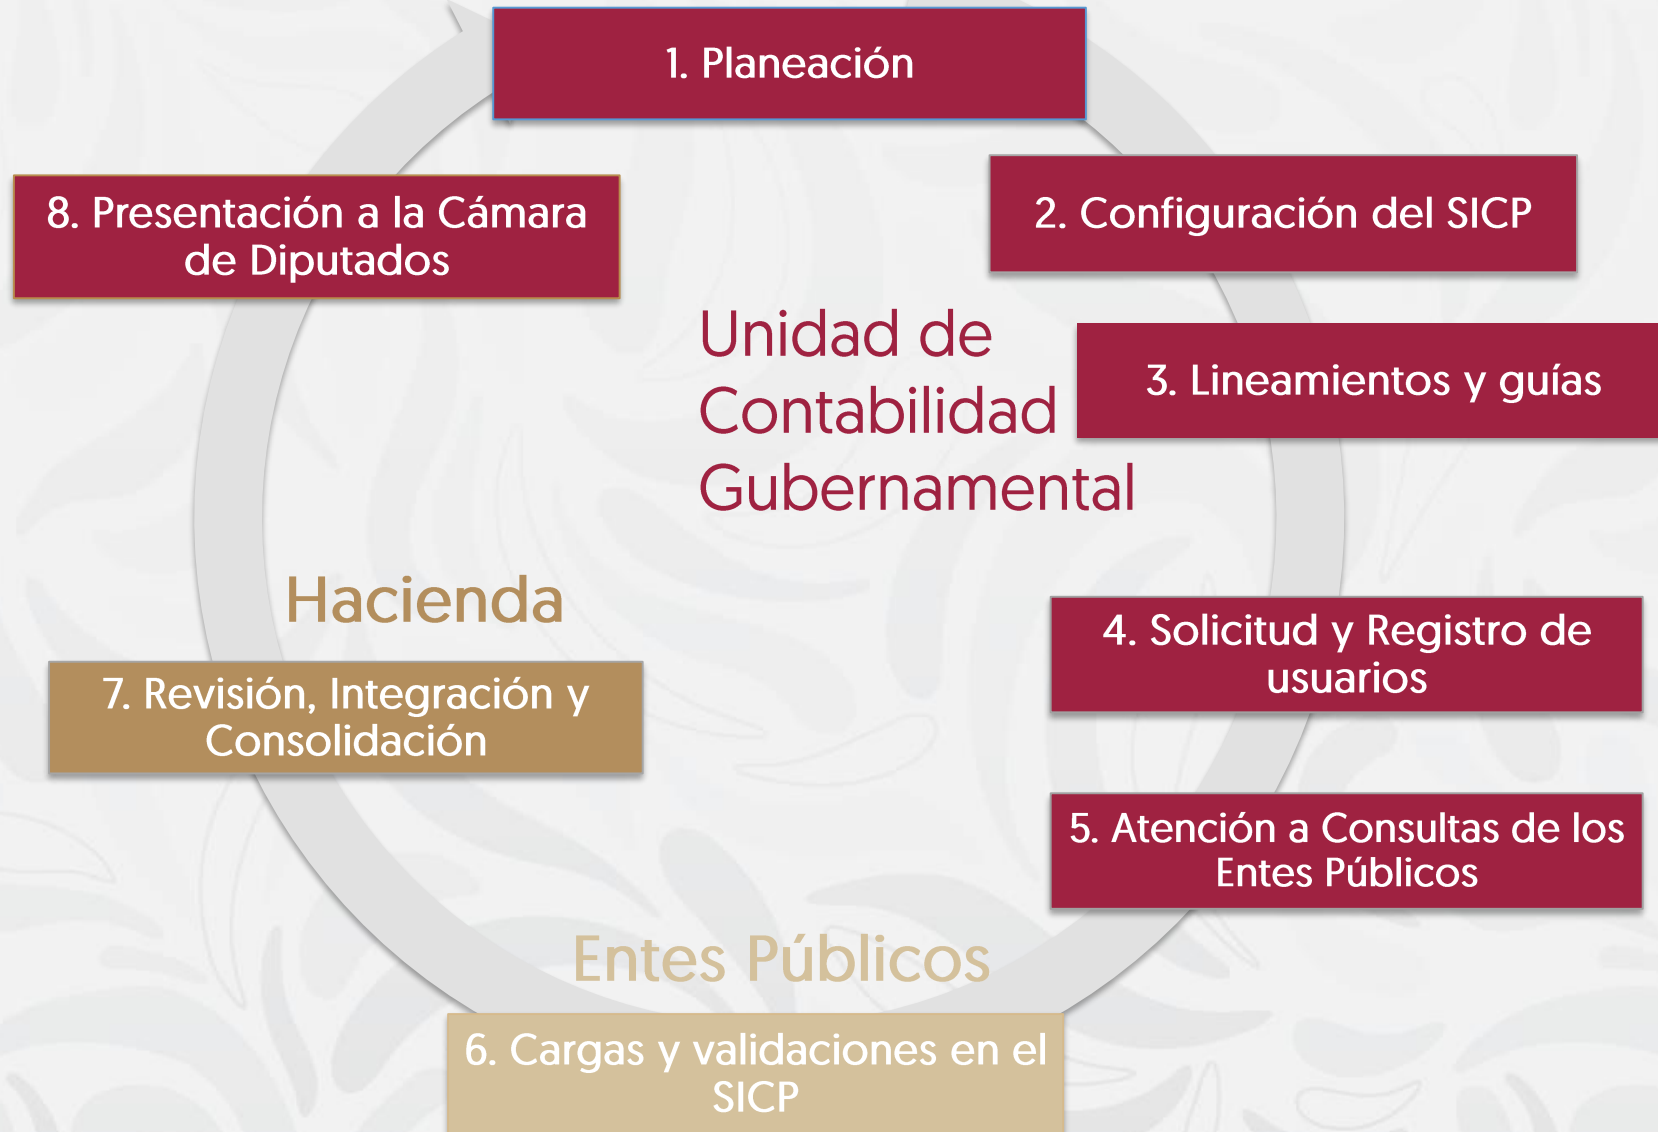 1. Planeación
2. Configuración del SICP
3. Lineamientos y guías
Unidad de
Contabilidad
Gubernamental
4. Solicitud y Registro de
usuarios
5. Atención a Consultas de los
Entes Públicos
Entes Públicos
6. Cargas y validaciones en el
SICP
Hacienda
7. Revisión, Integración y
Consolidación
8. Presentación a la Cámara
de Diputados